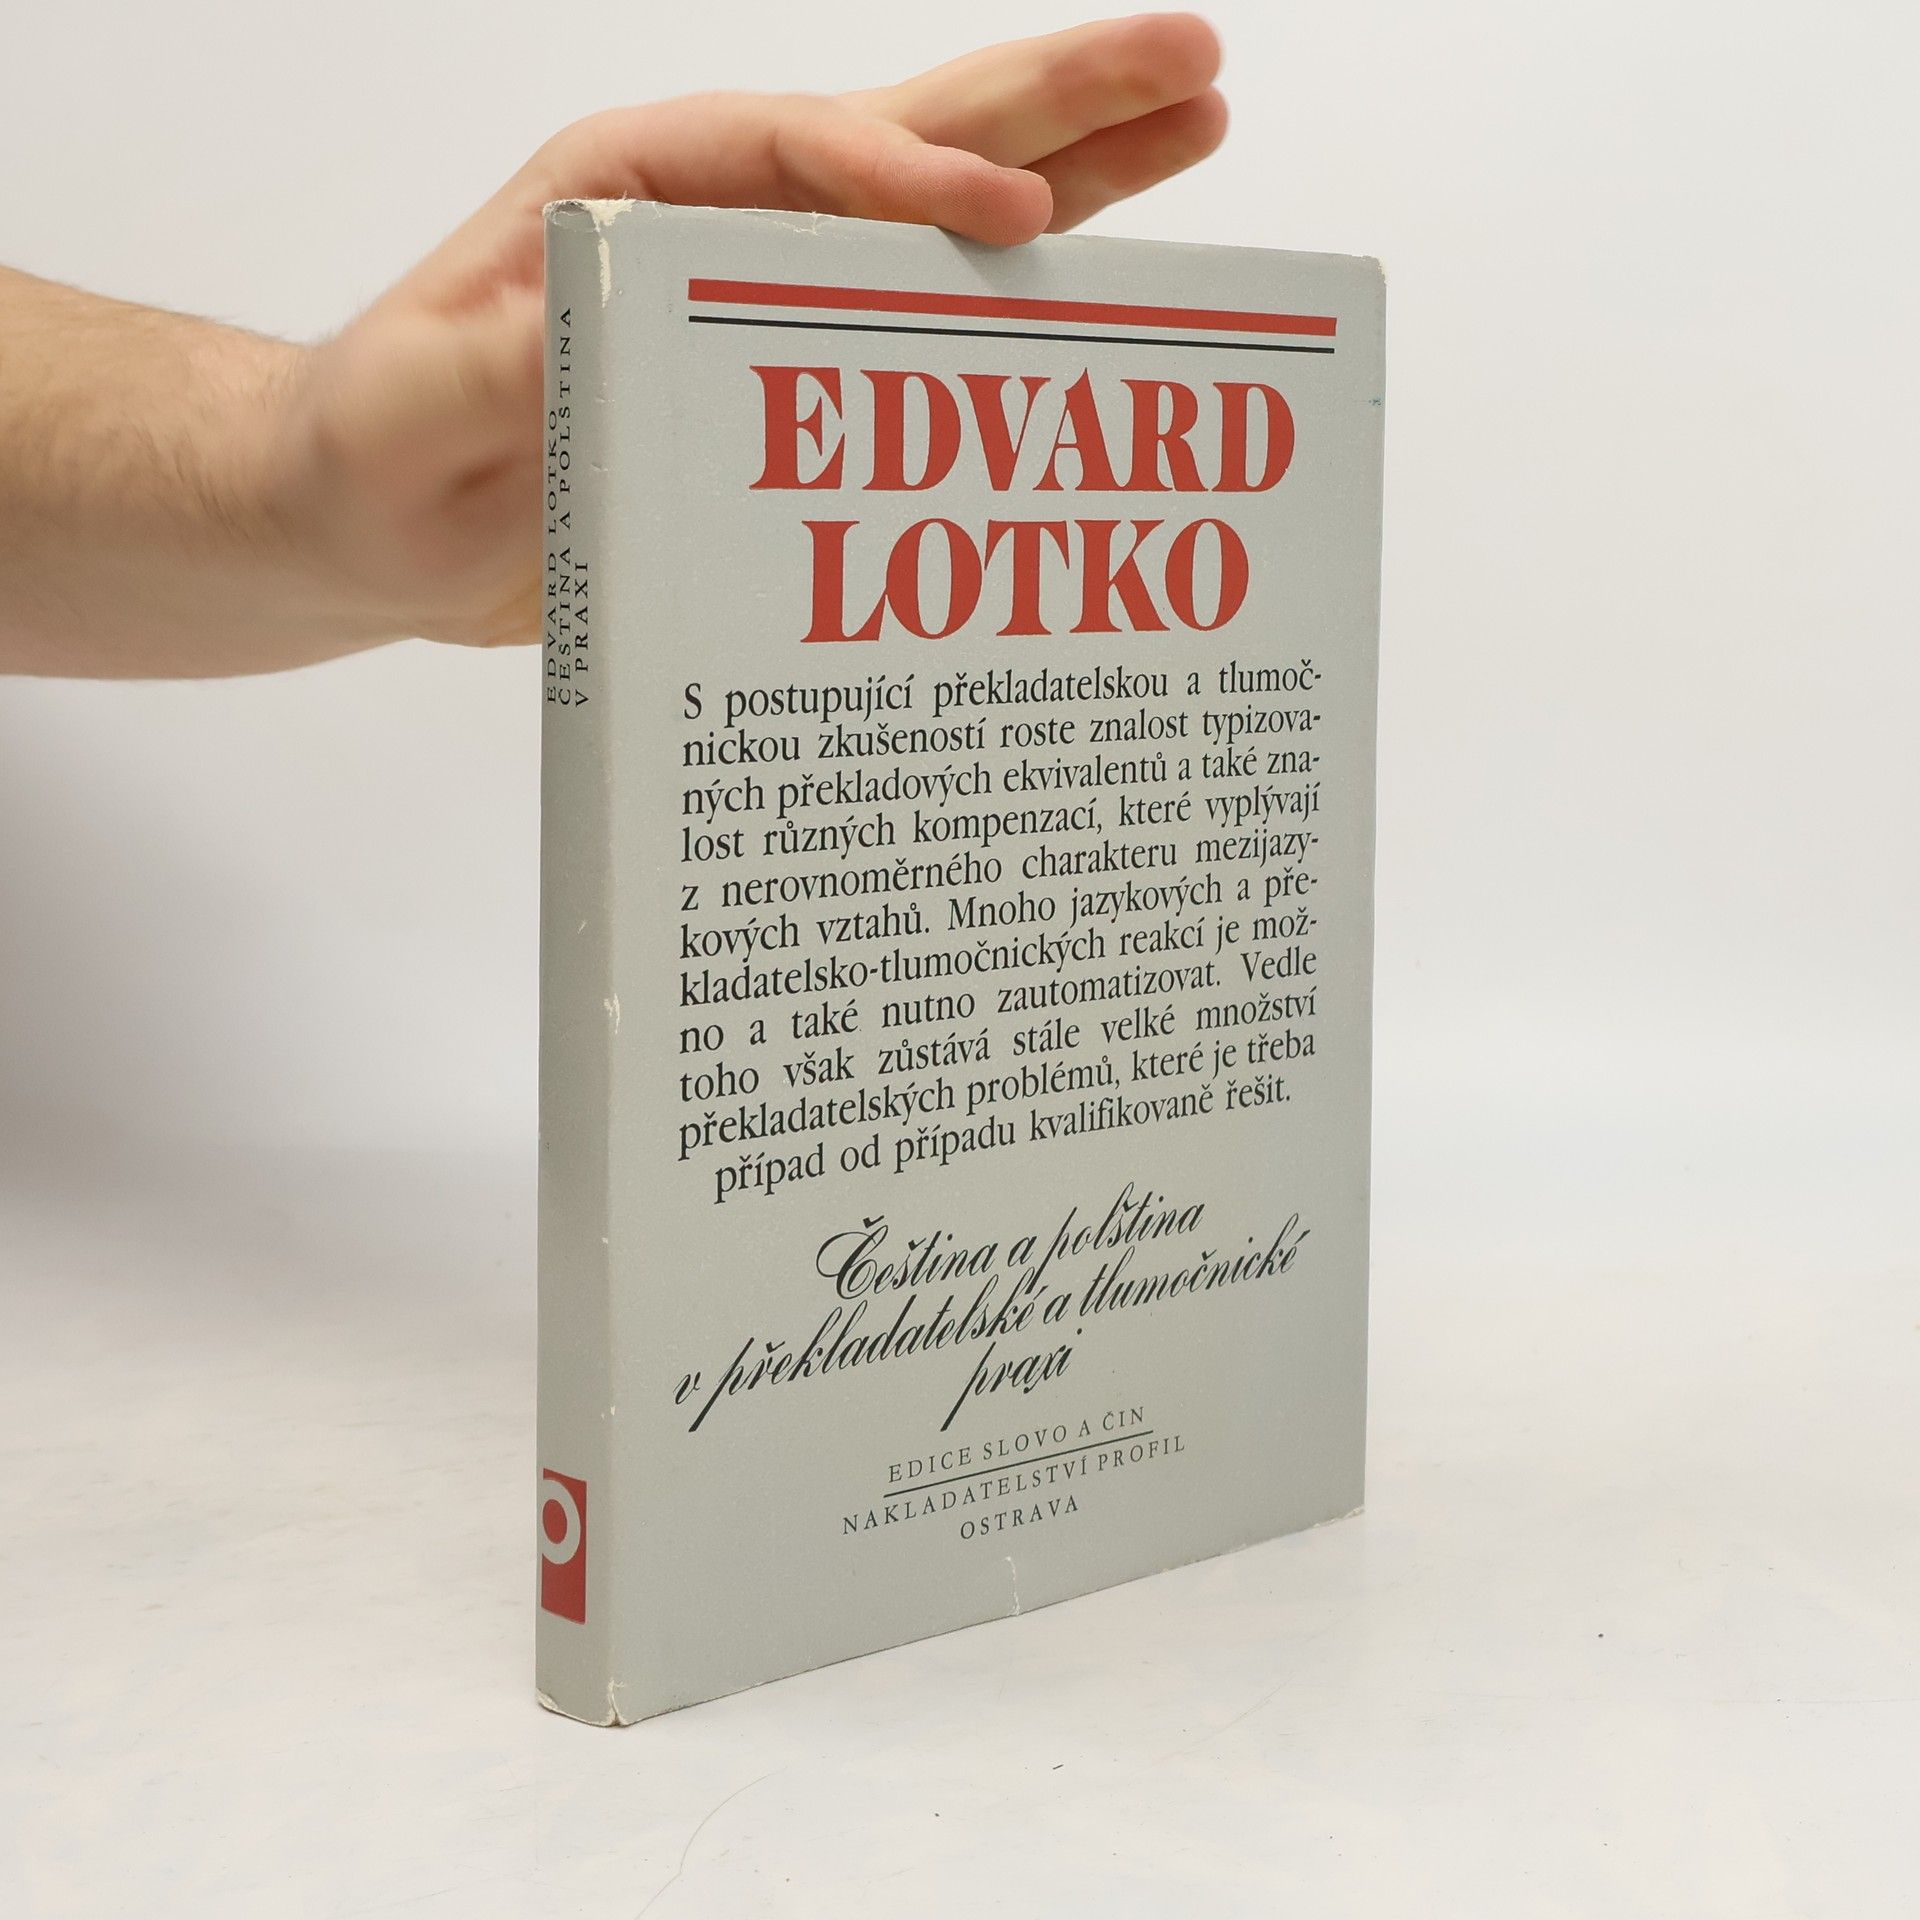 EDVARD LOTKO
ČEŠTINA A POLŠTINA
V PRAXI
EDVARD
LOTKO
S postupující překladatelskou a tlumoč-
nickou zkušeností roste znalost typizova-
ných překladových ekvivalentů a také zna-
lost různých kompenzací, které vyplývají
z nerovnoměrného charakteru mezijazy-
kových vztahů. Mnoho jazykových a pře-
kladatelsko-tlumočnických reakcí je mož-
no a také nutno zautomatizovat. Vedle
toho však zůstává stále velké množství
překladatelských problémů, které je třeba
případ od případu kvalifikovaně řešit.
Čeština a polština
v překladatelské a tlumočnické
praxi
EDICE SLOVO A ČIN
NAKLADATELSTVÍ PROFIL
OSTRAVA